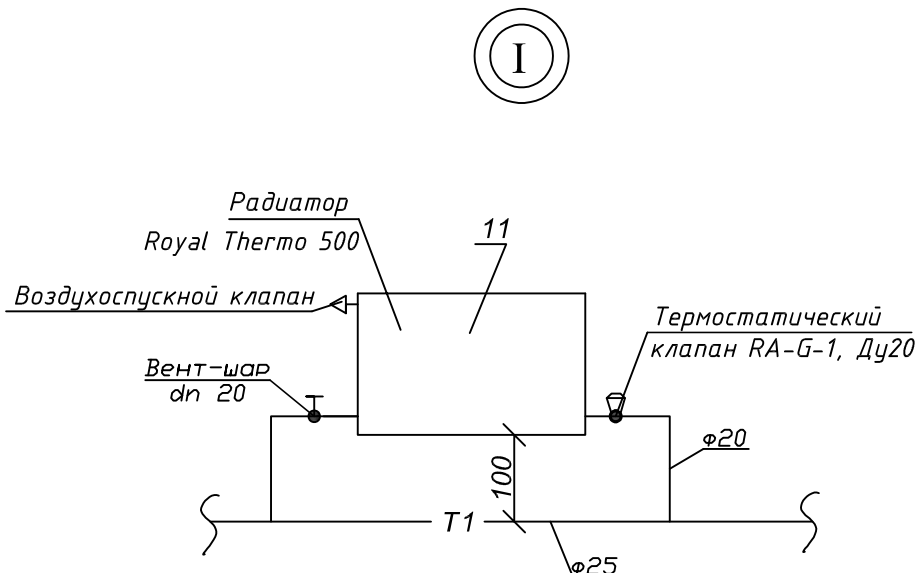 I
Радиатор
Royal Thermo 500
11
Воздухоспускной клапан
Термостатический
клапан RA-G-1, Ду20
Вент-шар
dn 20
ф20
100
Т1
ф25